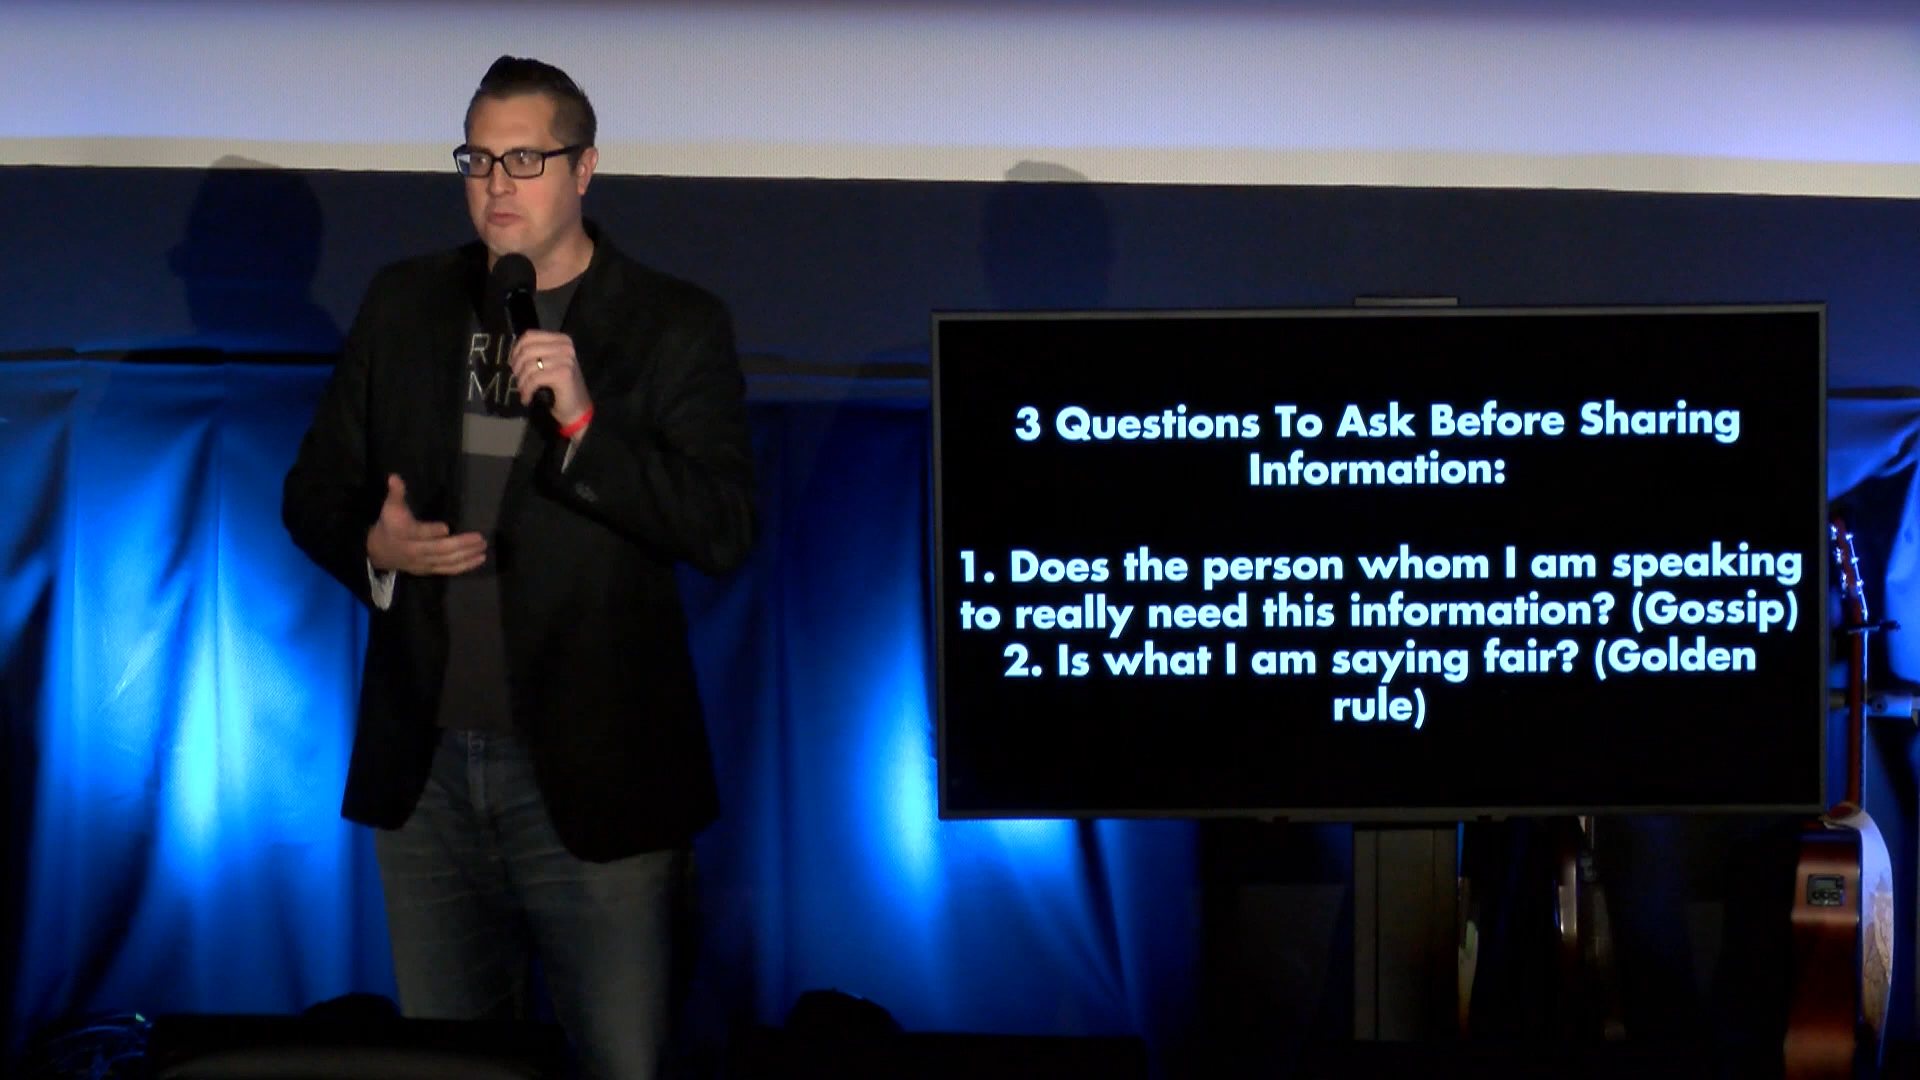 3 Questions To Ask Before Sharing
Information:
1. Does the person whom I am speaking
to really need this information? (Gossip)
2. Is what I am saying fair? (Golden
rule)